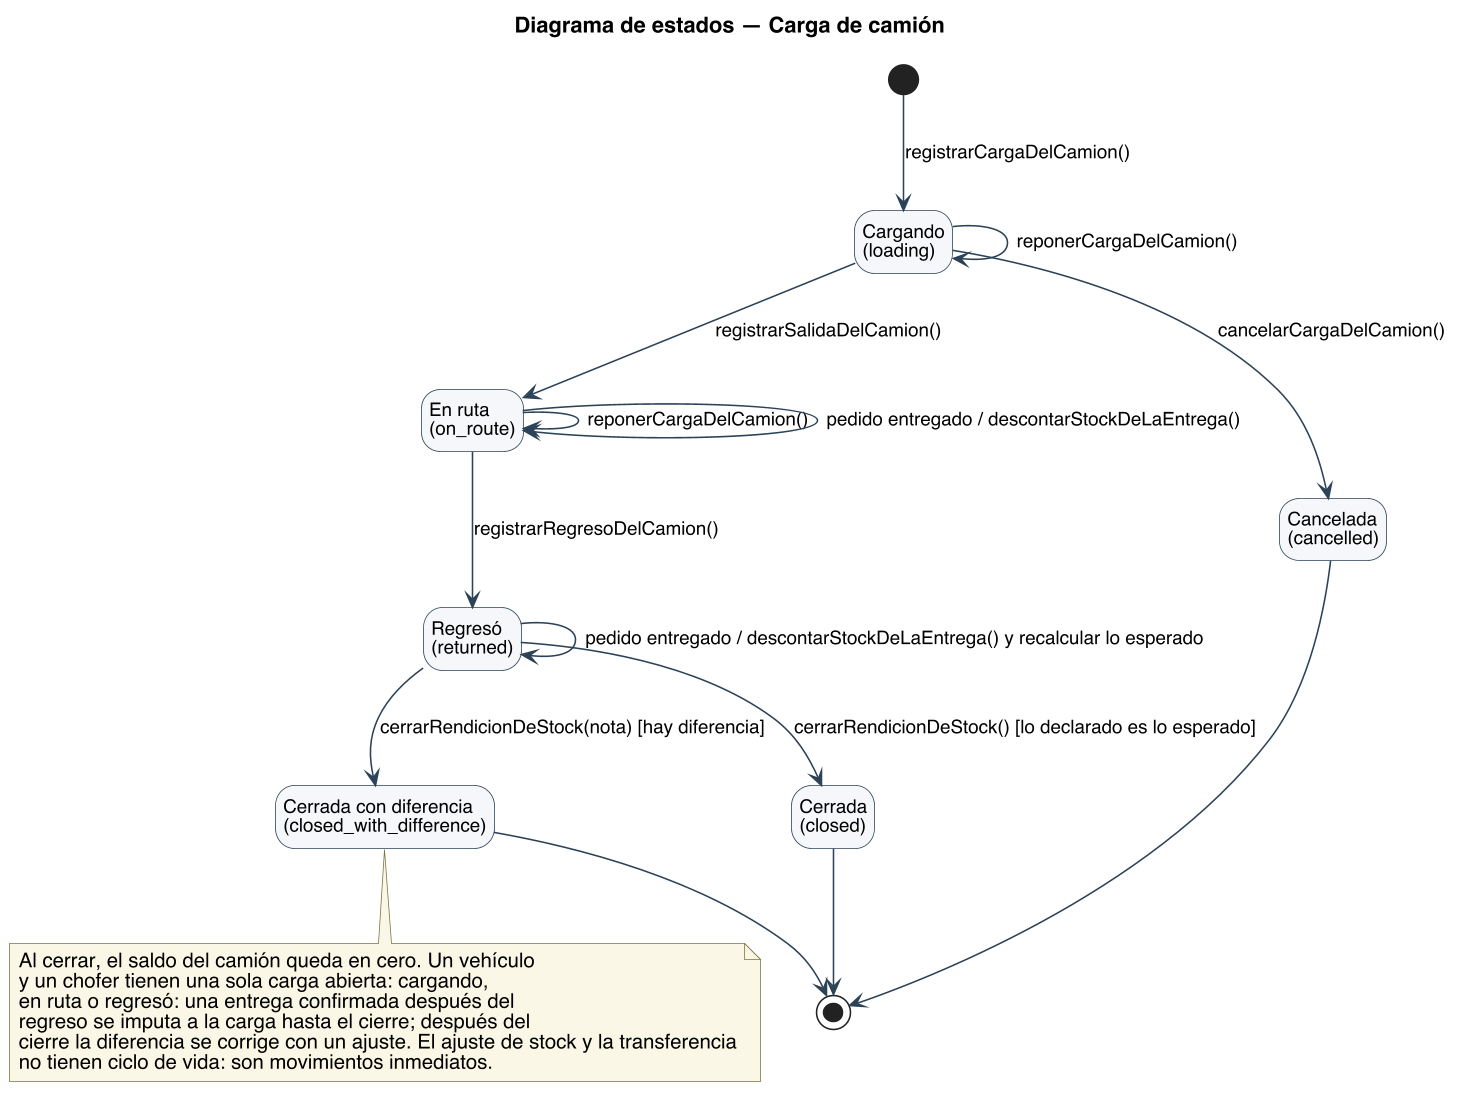 Diagrama de estados — Carga de camión
registrarCargaDelCamion()
Cargando
(loading)
reponerCargaDelCamion()
registrarSalidaDelCamion()
cancelarCargaDelCamion()
En ruta
(on_route)
reponerCargaDelCamion()
pedido entregado / descontarStockDeLaEntrega()
registrarRegresoDelCamion()
Cancelada
(cancelled)
Regresó
(returned)
pedido entregado / descontarStockDeLaEntrega() y recalcular lo esperado
cerrarRendicionDeStock(nota) [hay diferencia]
cerrarRendicionDeStock() [lo declarado es lo esperado]
Cerrada con diferencia
(closed_with_difference)
Cerrada
(closed)
Al cerrar, el saldo del camión queda en cero. Un vehículo
y un chofer tienen una sola carga abierta: cargando,
en ruta o regresó: una entrega confirmada después del
regreso se imputa a la carga hasta el cierre; después del
cierre la diferencia se corrige con un ajuste. El ajuste de stock y la transferencia
no tienen ciclo de vida: son movimientos inmediatos.